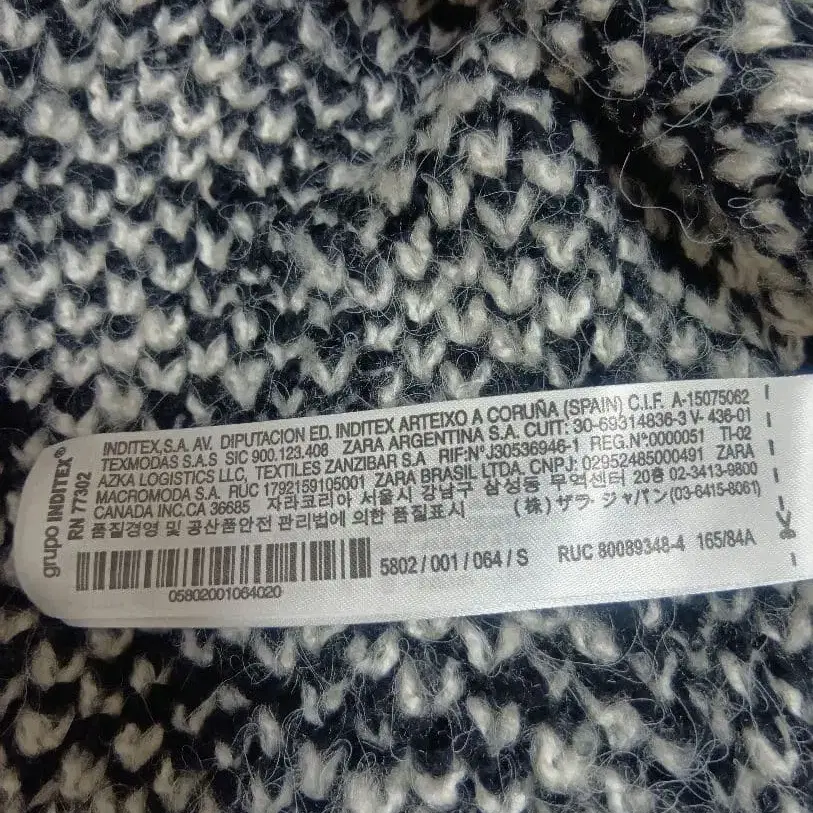 grupo INDITEX®
RN 77302
INDITEX,S.A. AV. DIPUTACION ED. INDITEX ARTEIXO A CORUÑA (SPAIN) C.I.F. A-15075062
TEXMODAS S.A.S SIC 900.123.408 ZARA ARGENTINA S.A. CUIT: 30-69314836-3 V- 436-01
AZKA LOGISTICS LLC, TEXTILES ZANZIBAR S.A. RIF:Nº J30536946-1 REG.Nº:0000051 TI-02
MACROMODA S.A. RUC 1792159105001 ZARA BRASIL LTDA. CNPJ: 02952485000491 ZARA
CANADA INC.CA 36685 자라코리아 서울시 강남구 삼성동 무역센터 20층 02-3413-9800
품질경영 및 공산품안전 관리법에 의한 품질표시 (株) ザラ ジャパン(03-6415-8061)
5802 / 001 / 064 / S RUC 80089348-4 165/84A
05802001064020